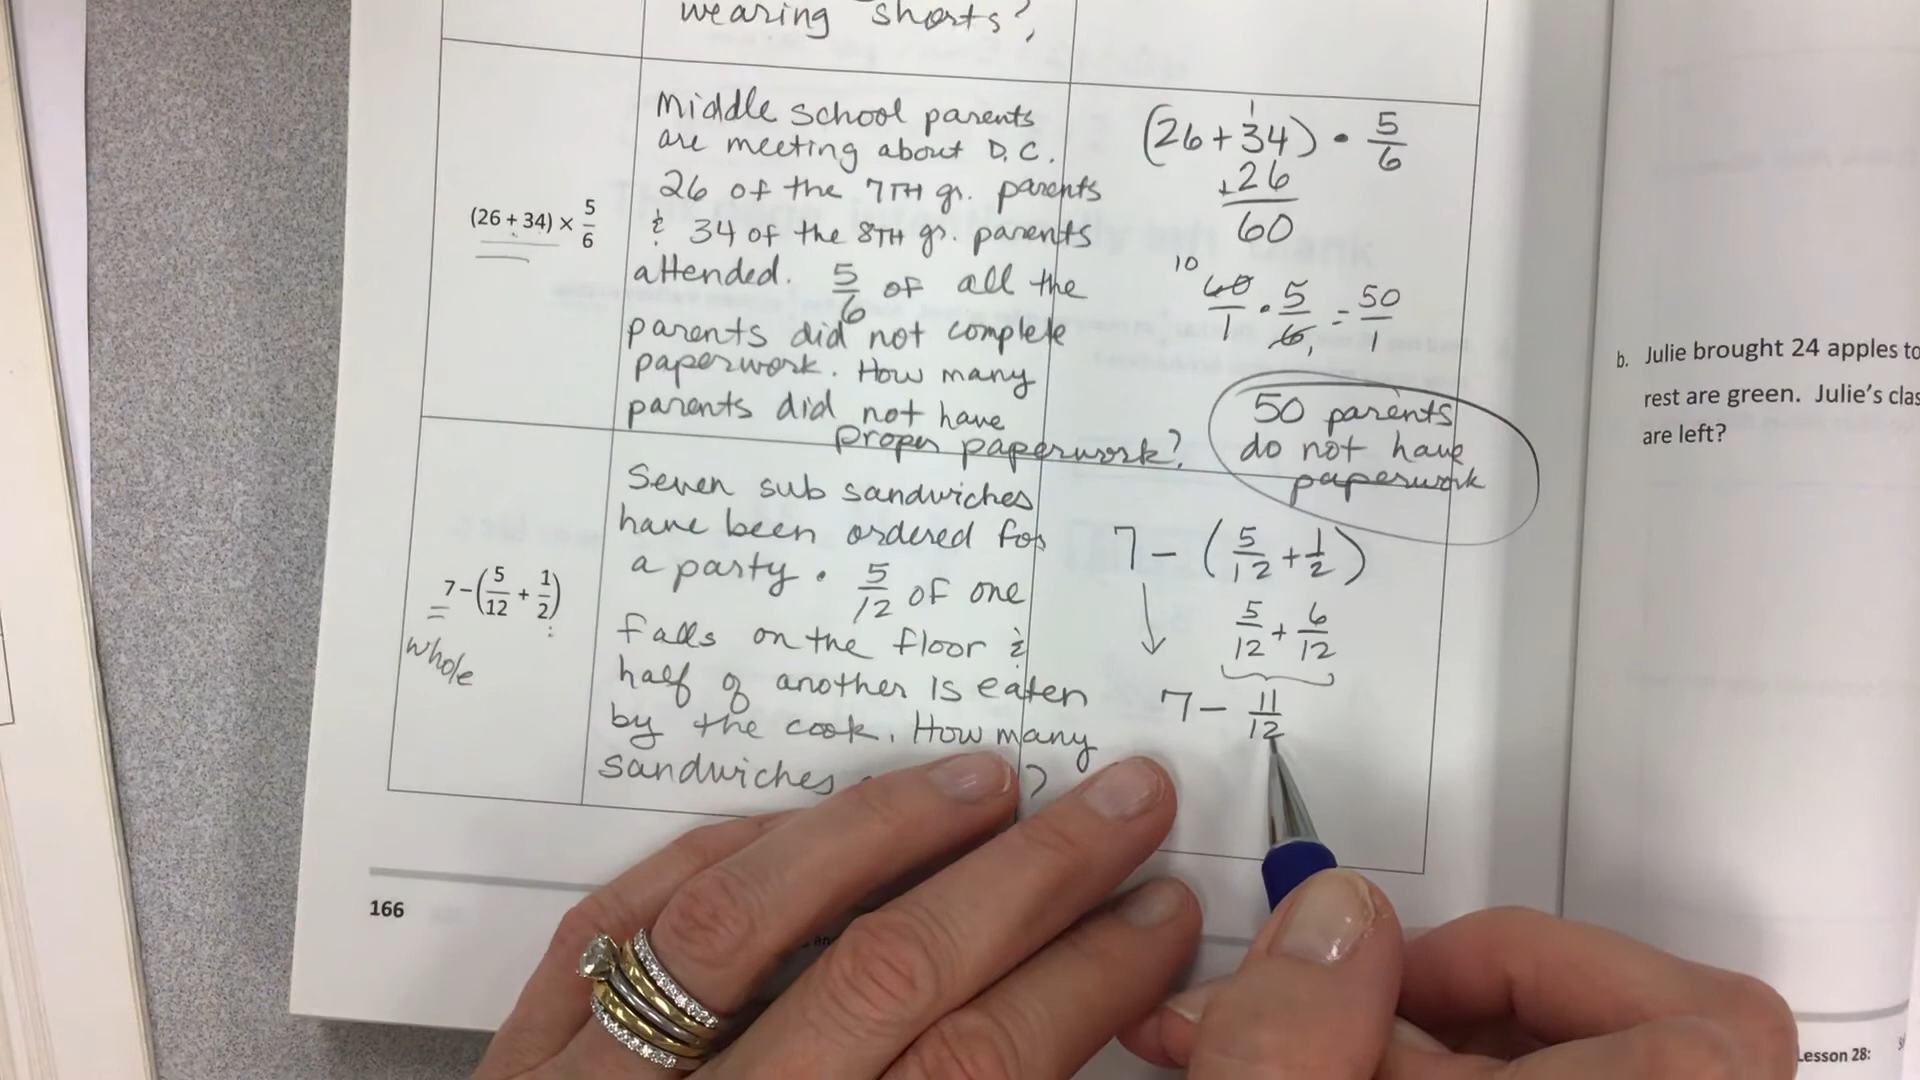 wearing shorts?
(26 + 34) × 5/6
Middle school parents
are meeting about D.C.
26 of the 7TH gr. parents
& 34 of the 8TH gr. parents
attended. 5/6 of all the
parents did not complete
paperwork. How many
parents did not have
proper paperwork?
(26 + 34) • 5/6
1
+26
60
10
60/1 • 5/6 1 = 50/1
50 parents
do not have
paperwork
7 – (5/12 + 1/2)
whole
Seven sub sandwiches
have been ordered for
a party. 5/12 of one
falls on the floor &
half of another is eaten
by the cook. How many
sandwiches ?
7 – (5/12 + 1/2)
5/12 + 6/12
7 – 11/12
166
b. Julie brought 24 apples to
rest are green. Julie's clas
are left?
Lesson 28: